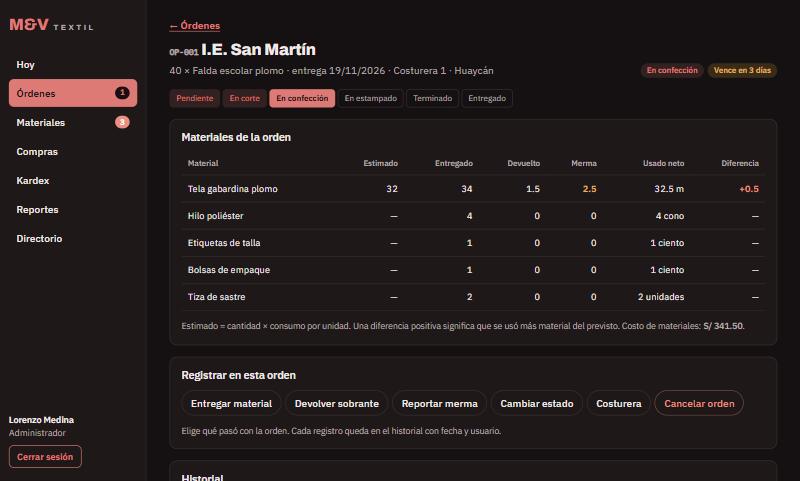 M&V TEXTIL
Hoy
Órdenes 1
Materiales 3
Compras
Kardex
Reportes
Directorio
Lorenzo Medina
Administrador
Cerrar sesión
← Órdenes
OP-001 I.E. San Martín
40 × Falda escolar plomo · entrega 19/11/2026 · Costurera 1 · Huaycán
En confección Vence en 3 días
Pendiente En corte En confección En estampado Terminado Entregado
Materiales de la orden
Material Estimado Entregado Devuelto Merma Usado neto Diferencia
Tela gabardina plomo 32 34 1.5 2.5 32.5 m +0.5
Hilo poliéster — 4 0 0 4 cono —
Etiquetas de talla — 1 0 0 1 ciento —
Bolsas de empaque — 1 0 0 1 ciento —
Tiza de sastre — 2 0 0 2 unidades —
Estimado = cantidad × consumo por unidad. Una diferencia positiva significa que se usó más material del previsto. Costo de materiales: S/ 341.50.
Registrar en esta orden
Entregar material Devolver sobrante Reportar merma Cambiar estado Costurera Cancelar orden
Elige qué pasó con la orden. Cada registro queda en el historial con fecha y usuario.
Historial